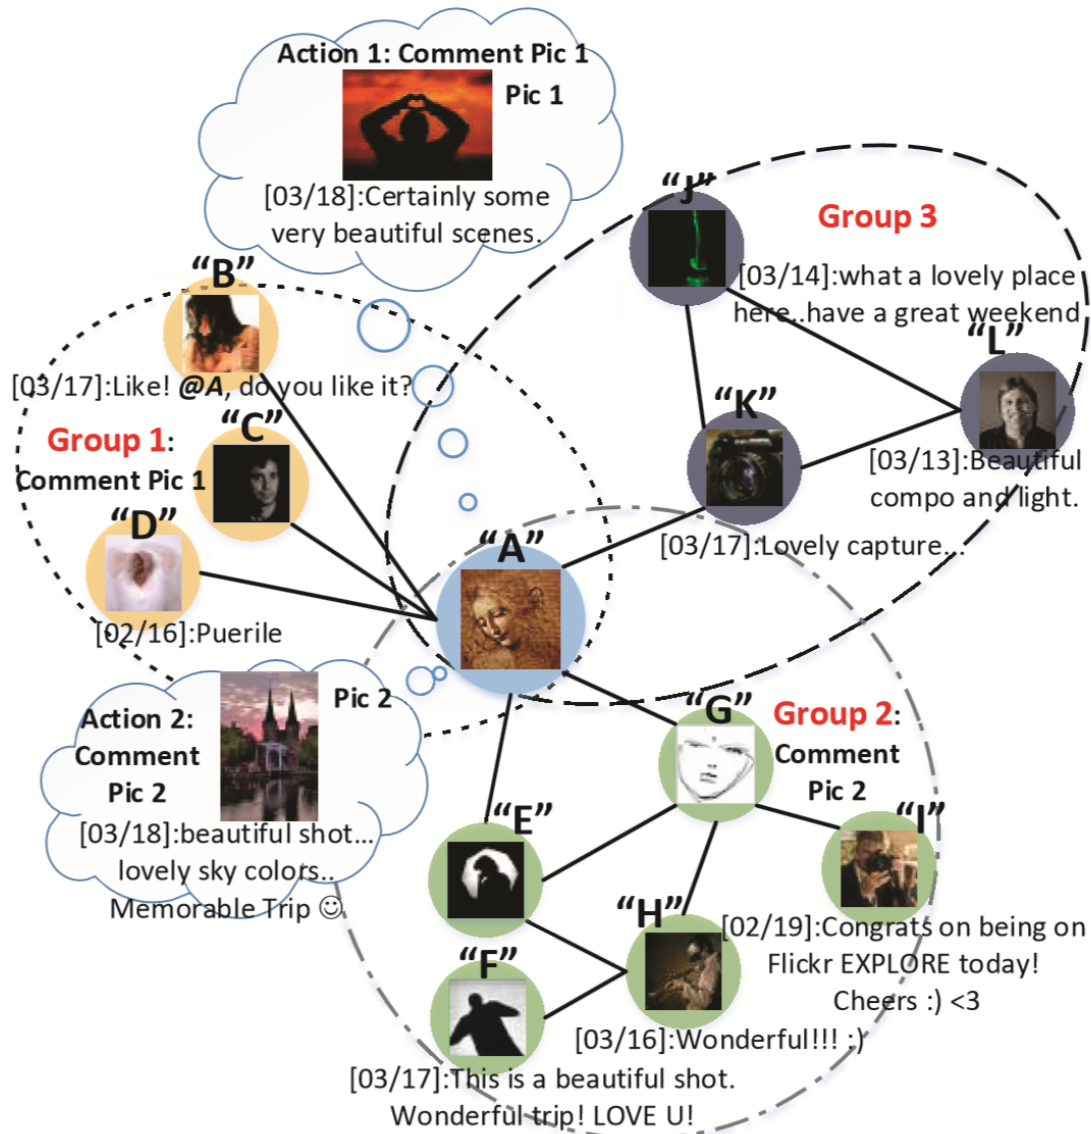 Action 1: Comment Pic 1
Pic 1
[03/18]:Certainly some
very beautiful scenes.
“J”
Group 3
[03/14]:what a lovely place
here..have a great weekend
“L”
“B”
[03/17]:Like! @A, do you like it?
“C”
“K”
Group 1:
Comment Pic 1
[03/13]:Beautiful
compo and light.
“D”
“A”
[03/17]:Lovely capture...
[02/16]:Puerile
Pic 2
Action 2:
Comment
Pic 2
[03/18]:beautiful shot...
lovely sky colors..
Memorable Trip ☺
“G”
Group 2:
Comment
Pic 2
“E”
“I”
“H”
[02/19]:Congrats on being on
Flickr EXPLORE today!
Cheers :) <3
“F”
[03/16]:Wonderful!!! :)
[03/17]:This is a beautiful shot.
Wonderful trip! LOVE U!